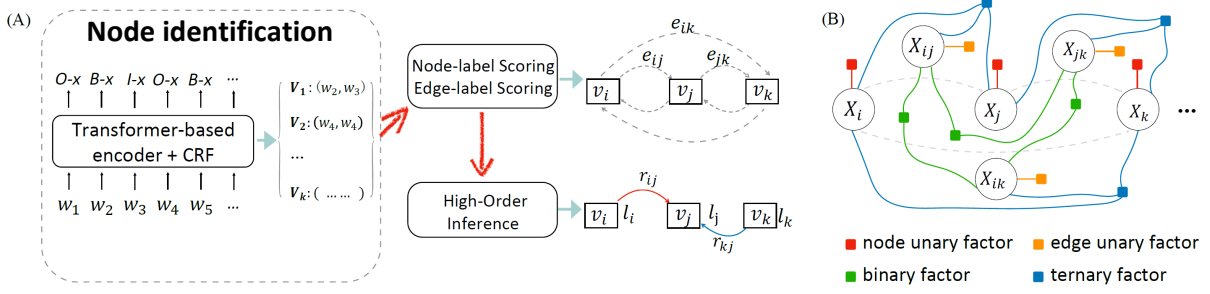 (A)
Node identification
O-x B-x I-x O-x B-x ...
Transformer-based
encoder + CRF
w₁ w₂ w₃ w₄ w₅ ...
V₁: (w₂, w₃)
V₂: (w₄, w₄)
...
Vₖ: ( ...... )
Node-label Scoring
Edge-label Scoring
High-Order
Inference
eᵢₖ
eᵢⱼ eⱼₖ
vᵢ vⱼ vₖ
rᵢⱼ
vᵢ lᵢ vⱼ lⱼ vₖ lₖ
rₖⱼ
(B)
Xᵢⱼ Xⱼₖ
Xᵢ Xⱼ Xₖ ...
Xᵢₖ
node unary factor edge unary factor
binary factor ternary factor